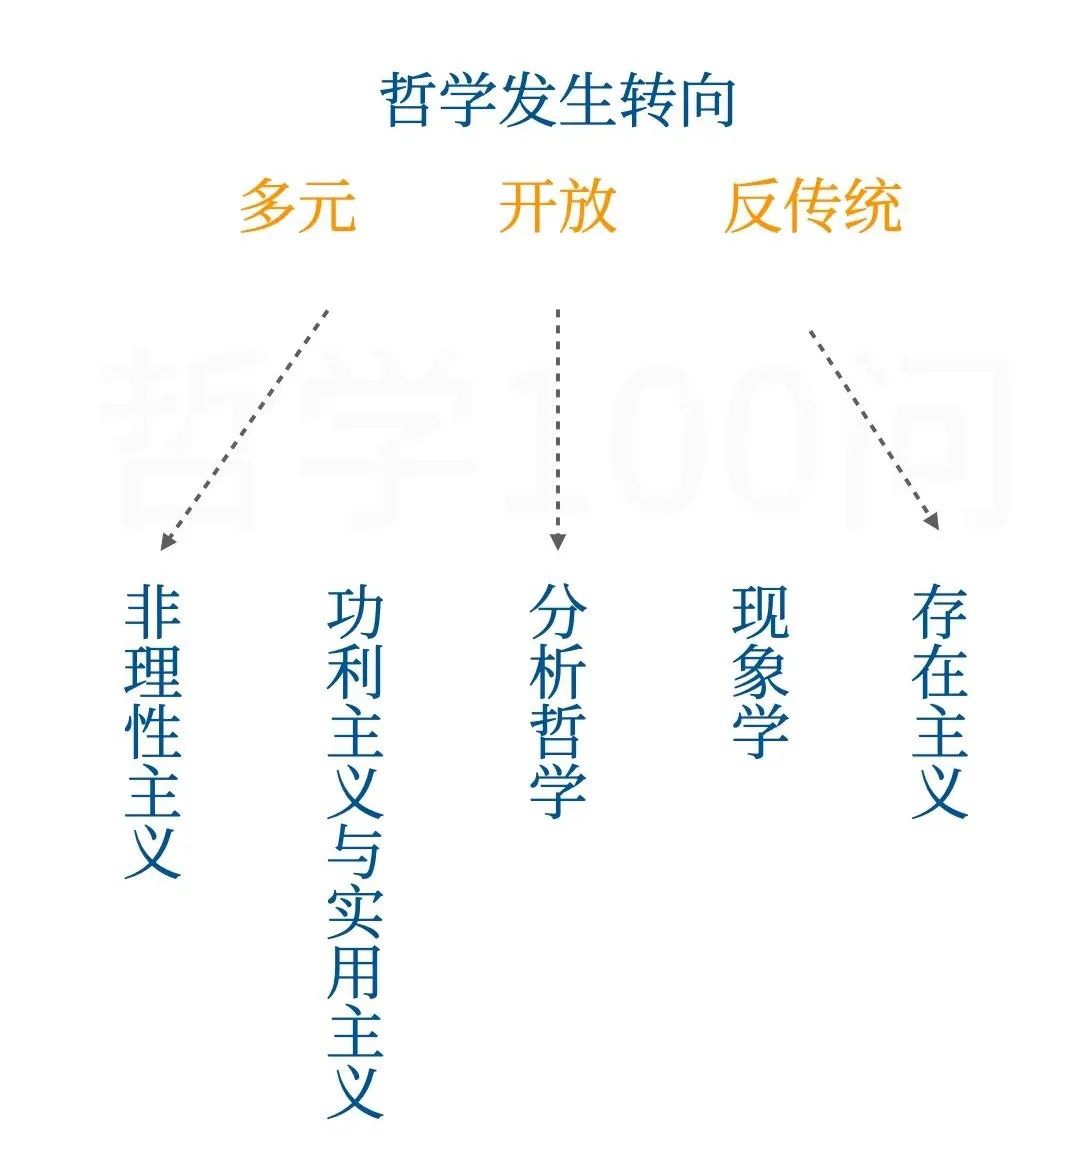 哲学发生转向
多元 开放 反传统
哲学100问
非理性主义
功利主义与实用主义
分析哲学
现象学
存在主义